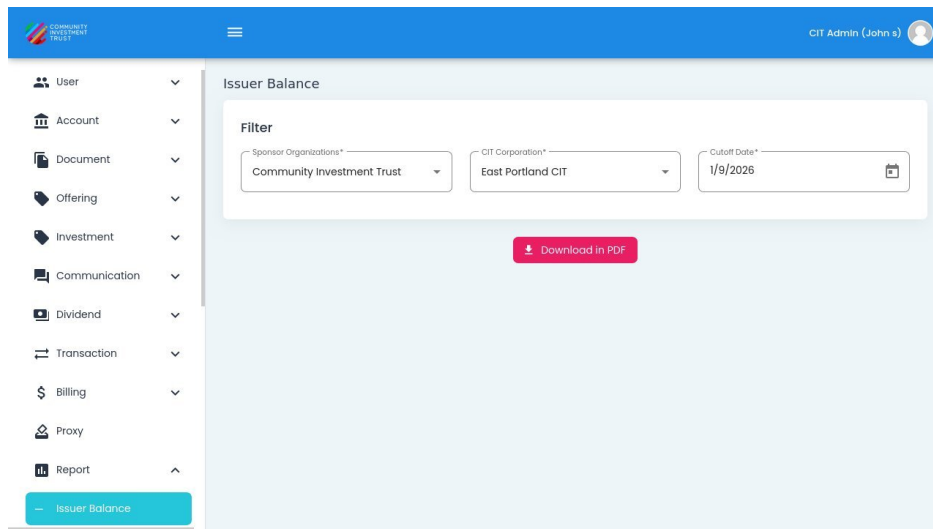 COMMUNITY
INVESTMENT
TRUST
CIT Admin (John s)
User
Account
Document
Offering
Investment
Communication
Dividend
Transaction
Billing
Proxy
Report
Issuer Balance
Issuer Balance
Filter
Sponsor Organizations*
Community Investment Trust
CIT Corporation*
East Portland CIT
Cutoff Date*
1/9/2026
Download in PDF